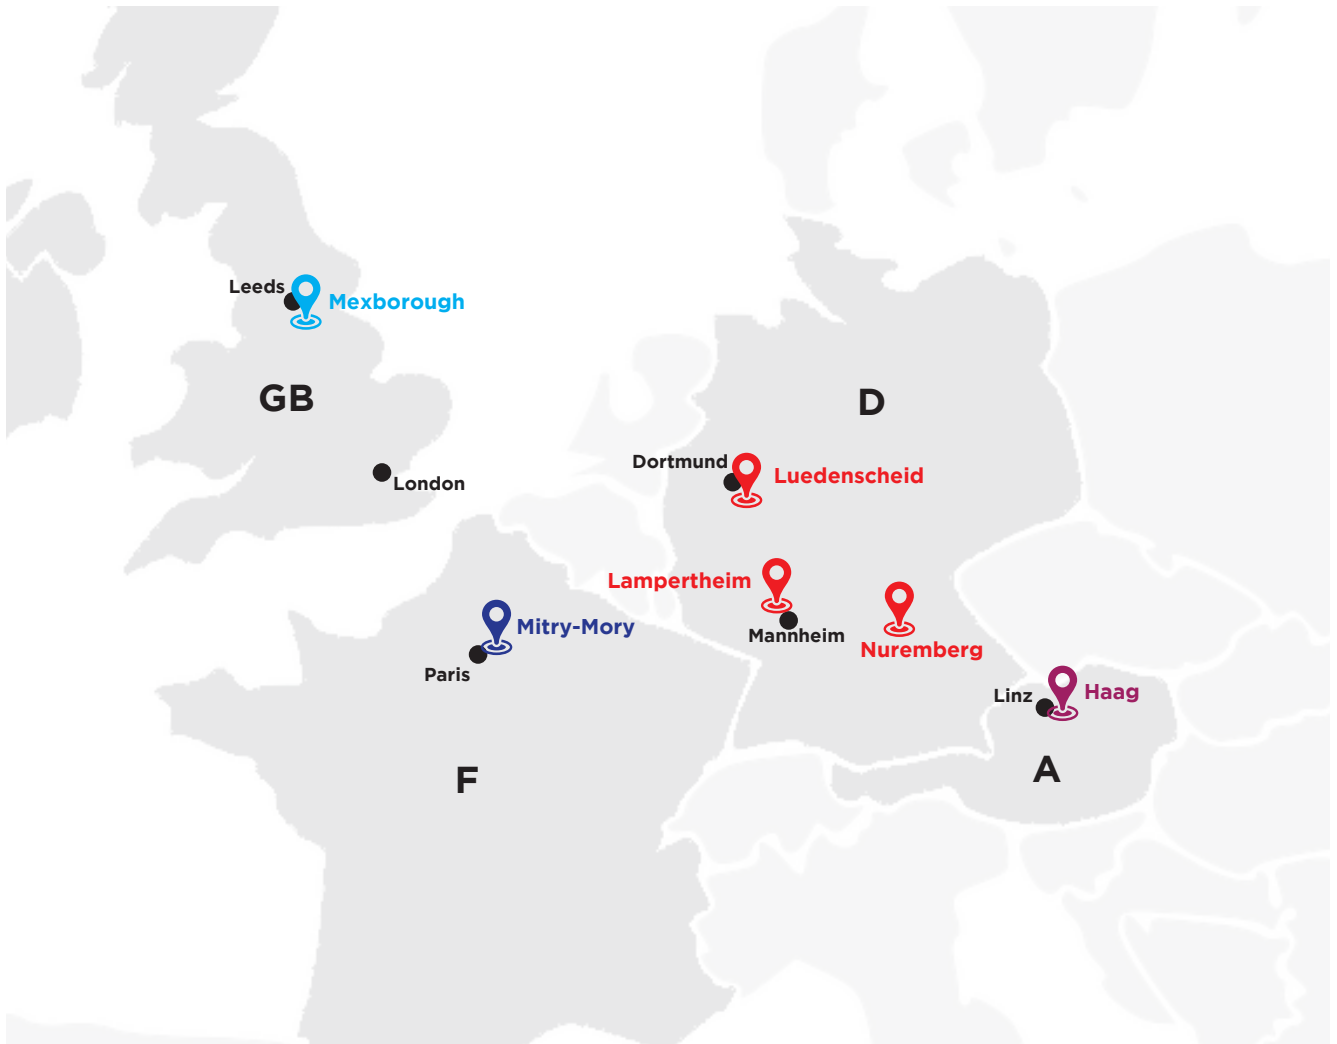 Leeds
Mexborough
GB
D
Dortmund
Luedenscheid
London
Lampertheim
Mannheim
Nuremberg
Mitry-Mory
Paris
Linz
Haag
F
A